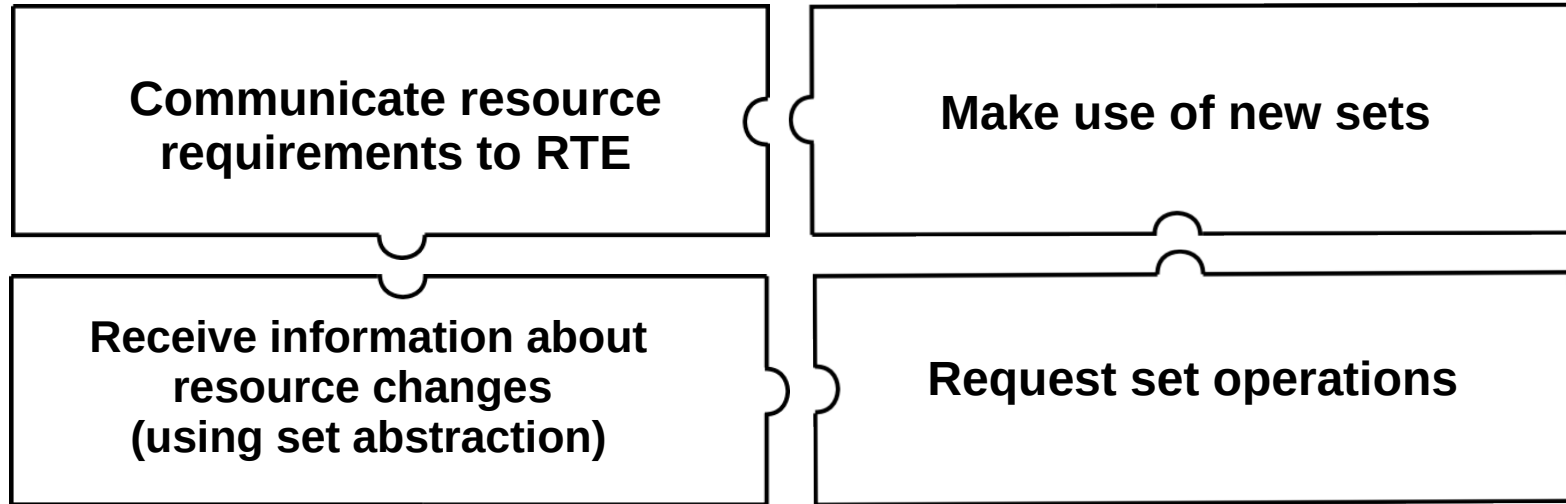 Communicate resource
requirements to RTE
Make use of new sets
Receive information about
resource changes
(using set abstraction)
Request set operations